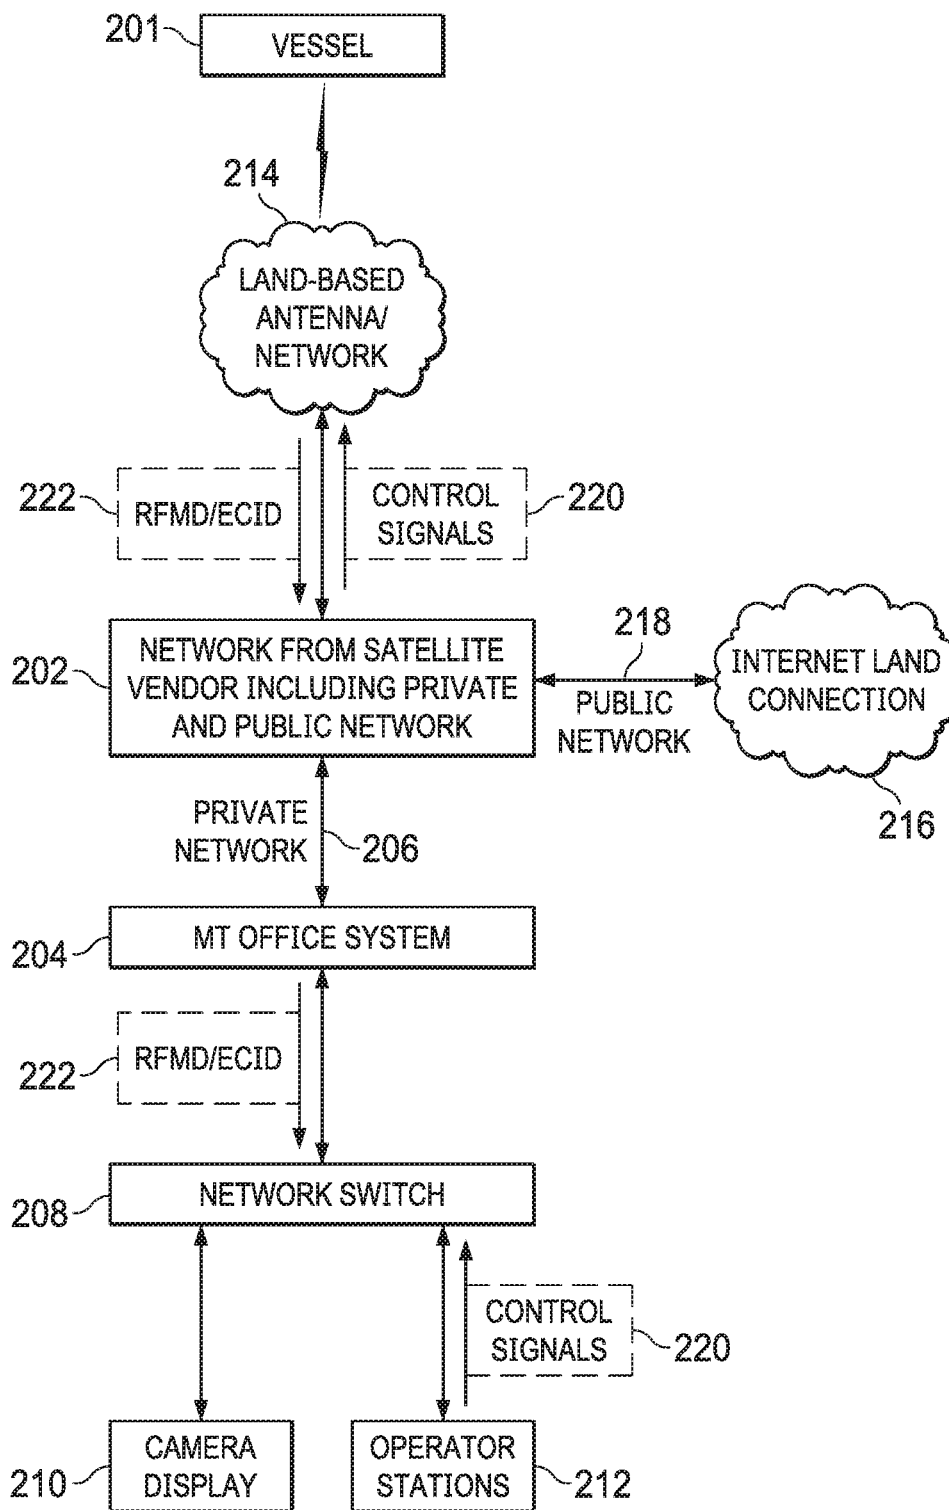 201
VESSEL
214
LAND-BASED
ANTENNA/
NETWORK
222
RFMD/ECID
CONTROL
SIGNALS
220
202
NETWORK FROM SATELLITE
VENDOR INCLUDING PRIVATE
AND PUBLIC NETWORK
218
PUBLIC
NETWORK
INTERNET LAND
CONNECTION
216
PRIVATE
NETWORK
206
204
MT OFFICE SYSTEM
222
RFMD/ECID
208
NETWORK SWITCH
CONTROL
SIGNALS
220
210
CAMERA
DISPLAY
OPERATOR
STATIONS
212